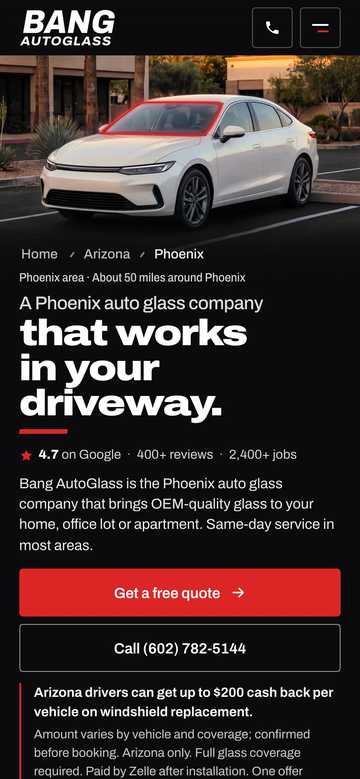 BANG
AUTOGLASS
Home / Arizona / Phoenix
Phoenix area · About 50 miles around Phoenix
A Phoenix auto glass company
that works
in your
driveway.
4.7 on Google · 400+ reviews · 2,400+ jobs
Bang AutoGlass is the Phoenix auto glass
company that brings OEM-quality glass to your
home, office lot or apartment. Same-day service in
most areas.
Get a free quote →
Call (602) 782-5144
Arizona drivers can get up to $200 cash back per
vehicle on windshield replacement.
Amount varies by vehicle and coverage; confirmed
before booking. Arizona only. Full glass coverage
required. Paid by Zelle after installation. One offer